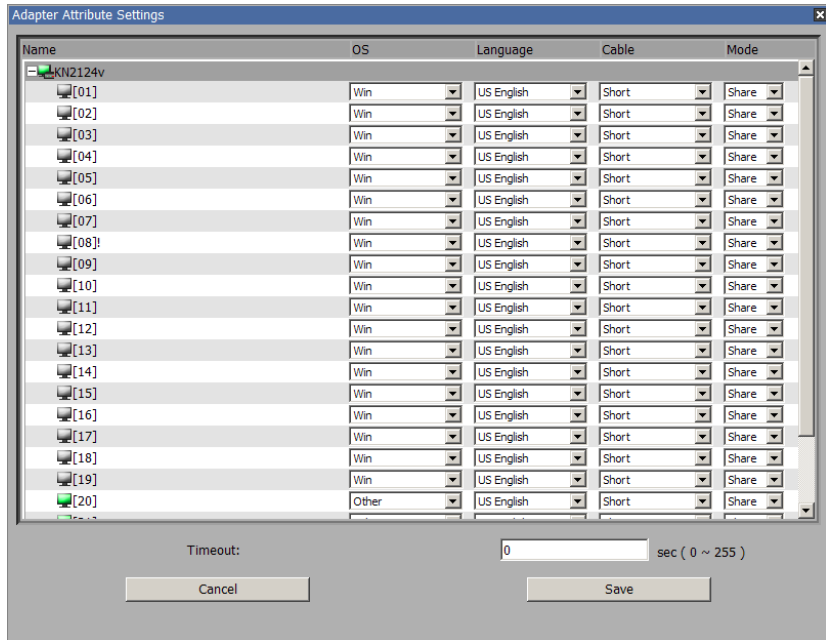 Adapter Attribute Settings
Name OS Language Cable Mode
KN2124v
[01] Win US English Short Share
[02] Win US English Short Share
[03] Win US English Short Share
[04] Win US English Short Share
[05] Win US English Short Share
[06] Win US English Short Share
[07] Win US English Short Share
[08]! Win US English Short Share
[09] Win US English Short Share
[10] Win US English Short Share
[11] Win US English Short Share
[12] Win US English Short Share
[13] Win US English Short Share
[14] Win US English Short Share
[15] Win US English Short Share
[16] Win US English Short Share
[17] Win US English Short Share
[18] Win US English Short Share
[19] Win US English Short Share
[20] Other US English Short Share
Timeout: 0 sec ( 0 ~ 255 )
Cancel Save